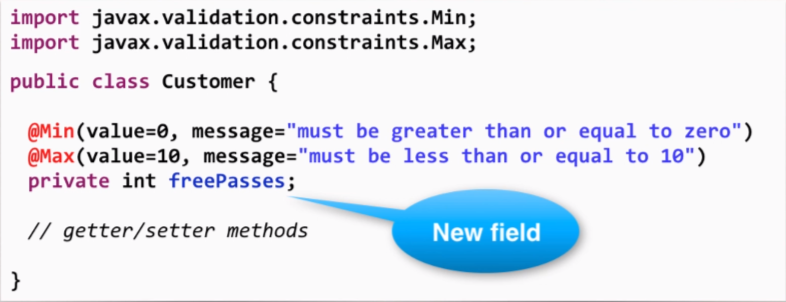 import javax.validation.constraints.Min;
import javax.validation.constraints.Max;
public class Customer {
@Min(value=0, message="must be greater than or equal to zero")
@Max(value=10, message="must be less than or equal to 10")
private int freePasses;
// getter/setter methods
New field
}